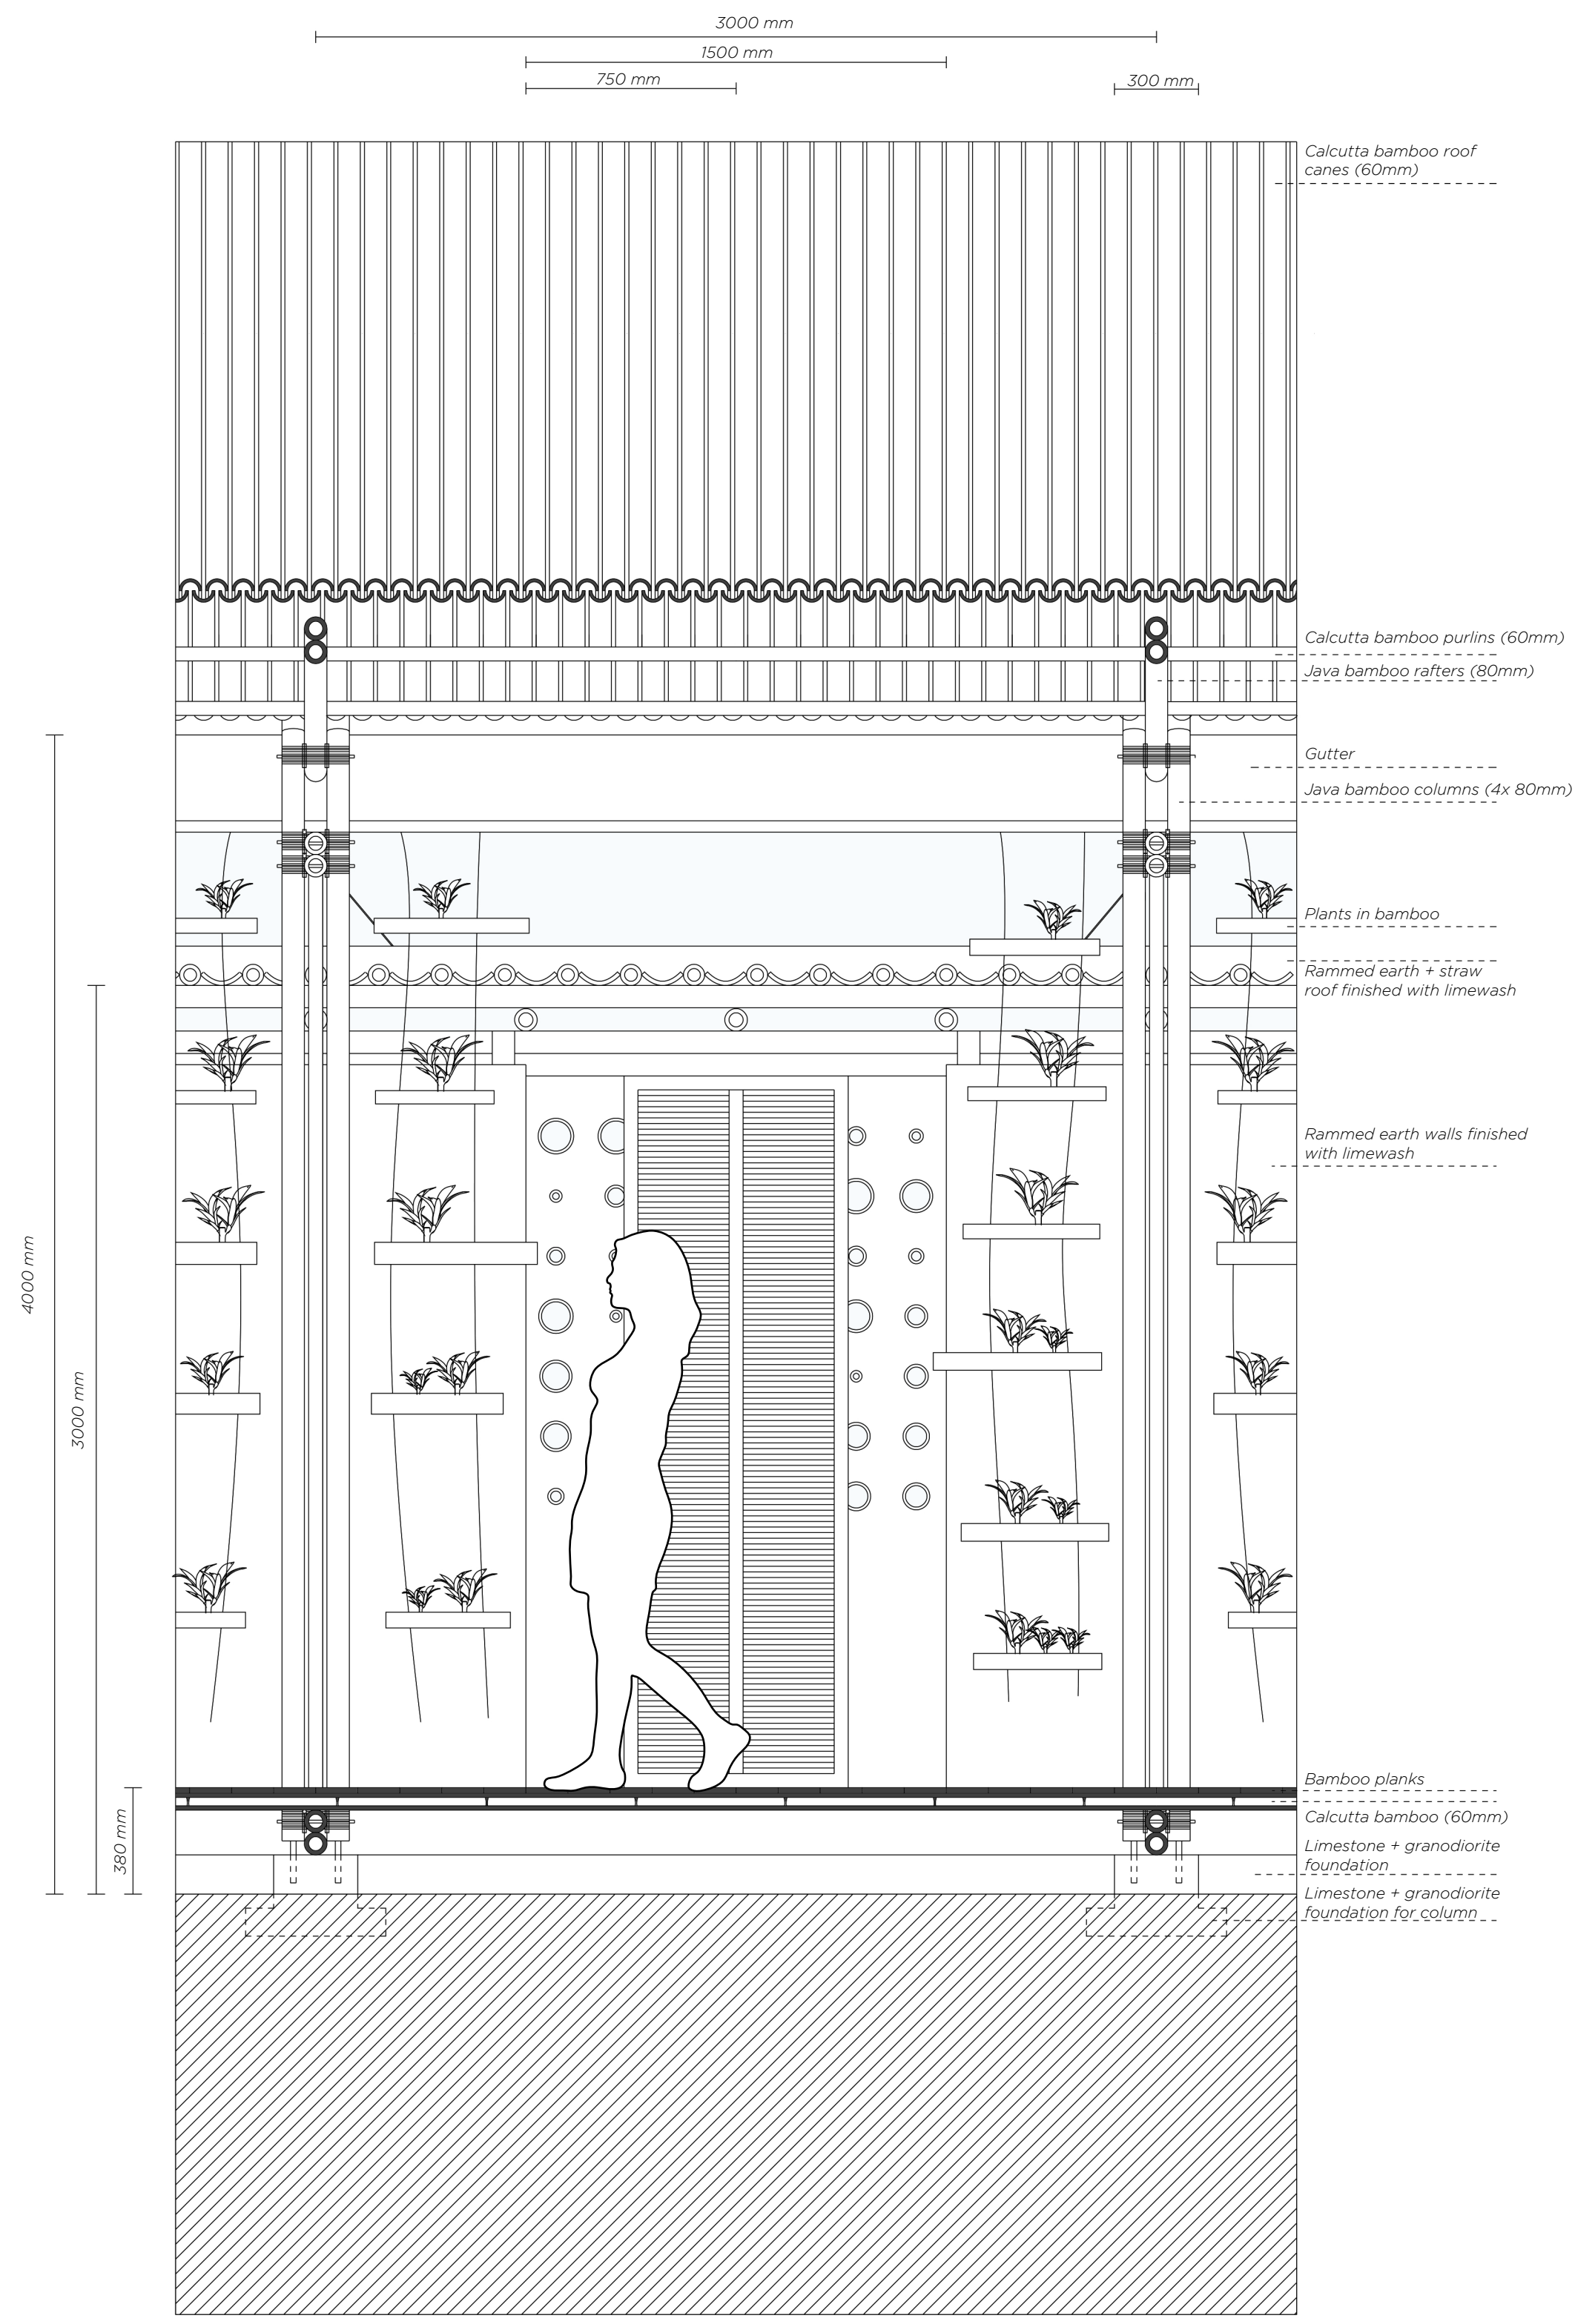 3000 mm
1500 mm
750 mm
300 mm
Calcutta bamboo roof
canes (60mm)
Calcutta bamboo purlins (60mm)
Java bamboo rafters (80mm)
Gutter
Java bamboo columns (4x 80mm)
Plants in bamboo
Rammed earth + straw
roof finished with limewash
Rammed earth walls finished
with limewash
4000 mm
3000 mm
380 mm
Bamboo planks
Calcutta bamboo (60mm)
Limestone + granodiorite
foundation
Limestone + granodiorite
foundation for column